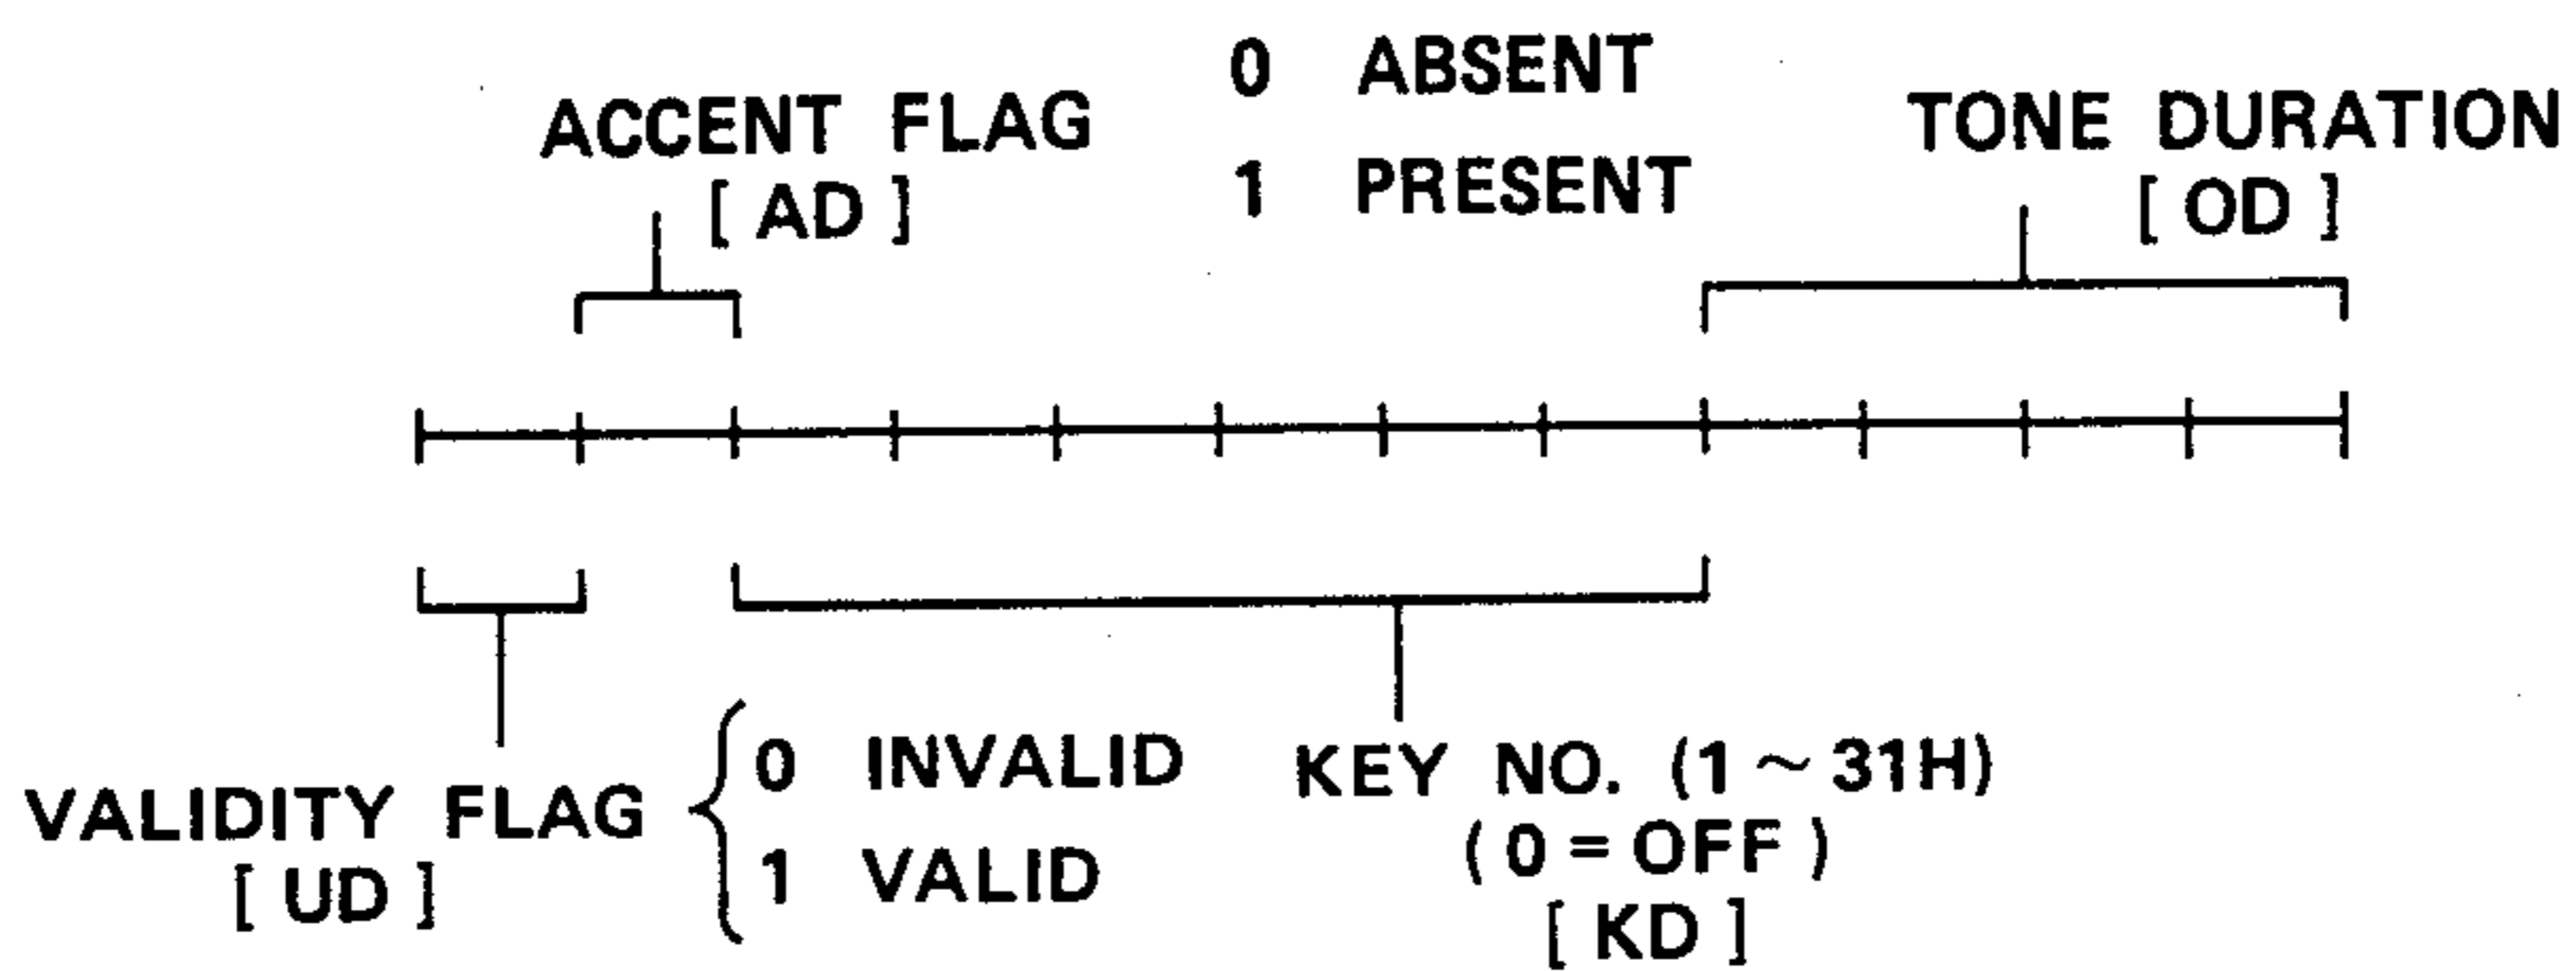 ACCENT FLAG
[ AD ]
0 ABSENT
1 PRESENT
TONE DURATION
[ OD ]
VALIDITY FLAG
[ UD ]
0 INVALID
1 VALID
KEY NO. (1 ~ 31H)
( 0 = OFF )
[ KD ]